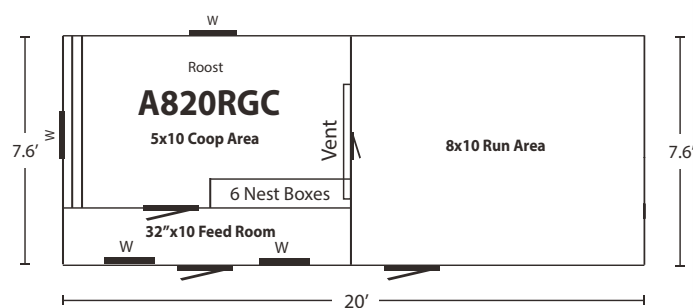 W
Roost
A820RGC
5x10 Coop Area
W
7.6’
Vent
8x10 Run Area
7.6’
6 Nest Boxes
32”x10 Feed Room
W
W
20’